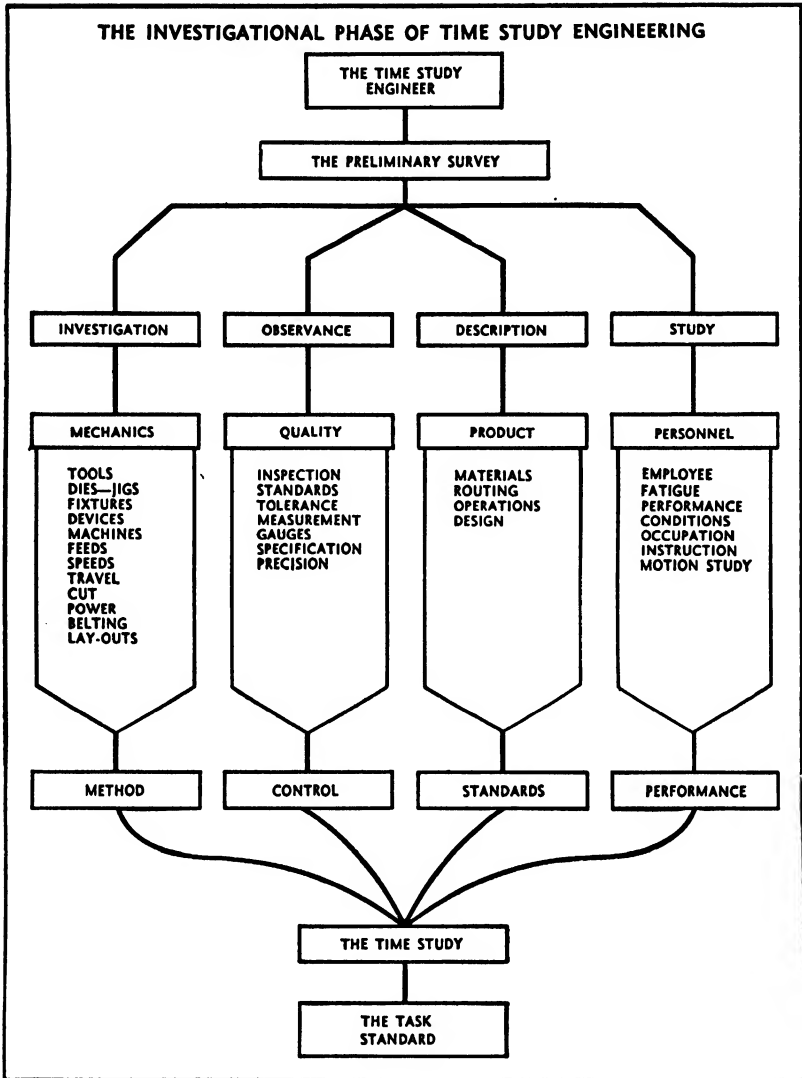 THE INVESTIGATIONAL PHASE OF TIME STUDY ENGINEERING
THE TIME STUDY
ENGINEER
THE PRELIMINARY SURVEY
INVESTIGATION
OBSERVANCE
DESCRIPTION
STUDY
MECHANICS
QUALITY
PRODUCT
PERSONNEL
TOOLS
DIES—JIGS
FIXTURES
DEVICES
MACHINES
FEEDS
SPEEDS
TRAVEL
CUT
POWER
BELTING
LAY-OUTS
INSPECTION
STANDARDS
TOLERANCE
MEASUREMENT
GAUGES
SPECIFICATION
PRECISION
MATERIALS
ROUTING
OPERATIONS
DESIGN
EMPLOYEE
FATIGUE
PERFORMANCE
CONDITIONS
OCCUPATION
INSTRUCTION
MOTION STUDY
METHOD
CONTROL
STANDARDS
PERFORMANCE
THE TIME STUDY
THE TASK
STANDARD